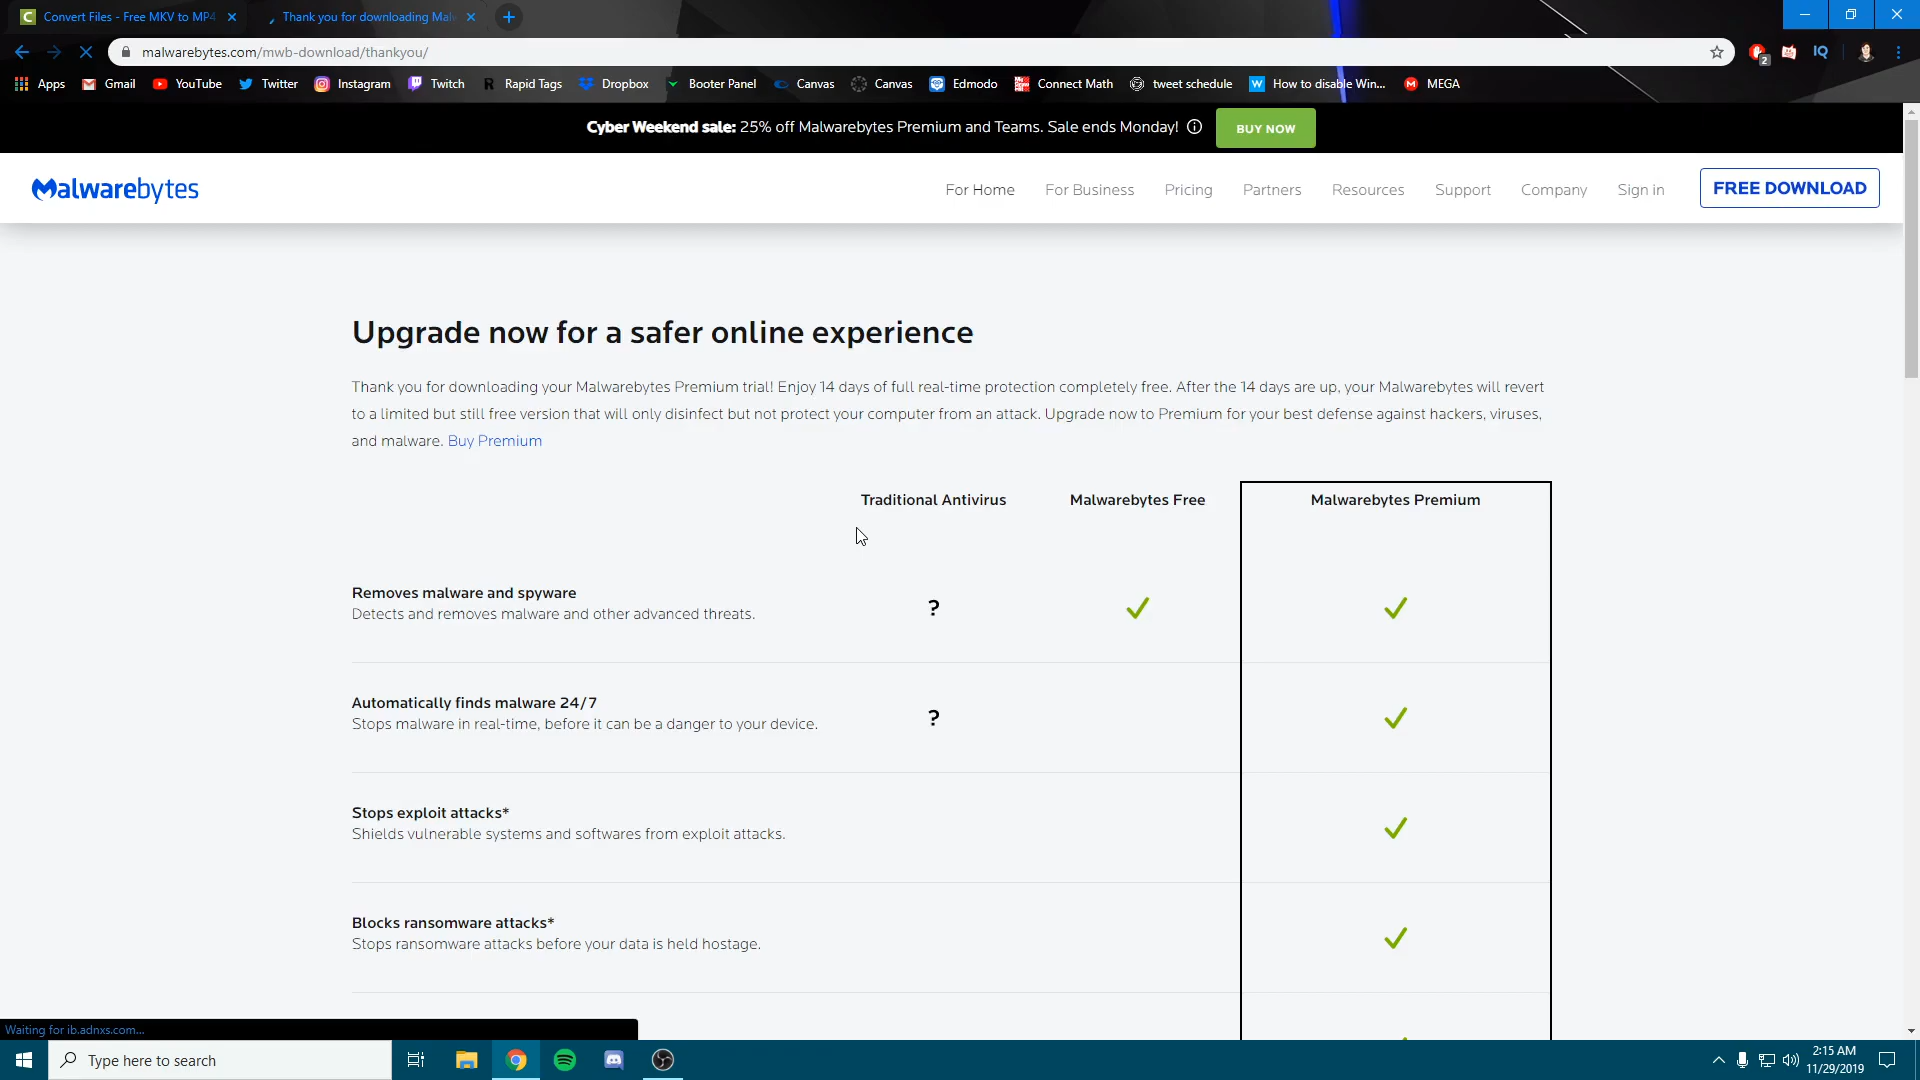 Convert Files - Free MKV to MP4
Thank you for downloading Mal
malwarebytes.com/mwb-download/thankyou/
2
IQ
Apps
Gmail
YouTube
Twitter
Instagram
Twitch
R Rapid Tags
Dropbox
Booter Panel
Canvas
Canvas
Edmodo
Connect Math
tweet schedule
W How to disable Win...
MEGA
Cyber Weekend sale: 25% off Malwarebytes Premium and Teams. Sale ends Monday!
BUY NOW
Malwarebytes
For Home
For Business
Pricing
Partners
Resources
Support
Company
Sign in
FREE DOWNLOAD
Upgrade now for a safer online experience
Thank you for downloading your Malwarebytes Premium trial! Enjoy 14 days of full real-time protection completely free. After the 14 days are up, your Malwarebytes will revert
to a limited but still free version that will only disinfect but not protect your computer from an attack. Upgrade now to Premium for your best defense against hackers, viruses,
and malware. Buy Premium
Traditional Antivirus
Malwarebytes Free
Malwarebytes Premium
Removes malware and spyware
Detects and removes malware and other advanced threats.
?
Automatically finds malware 24/7
Stops malware in real-time, before it can be a danger to your device.
?
Stops exploit attacks*
Shields vulnerable systems and softwares from exploit attacks.
Blocks ransomware attacks*
Stops ransomware attacks before your data is held hostage.
Waiting for ib.adnxs.com...
Type here to search
2:15 AM
11/29/2019